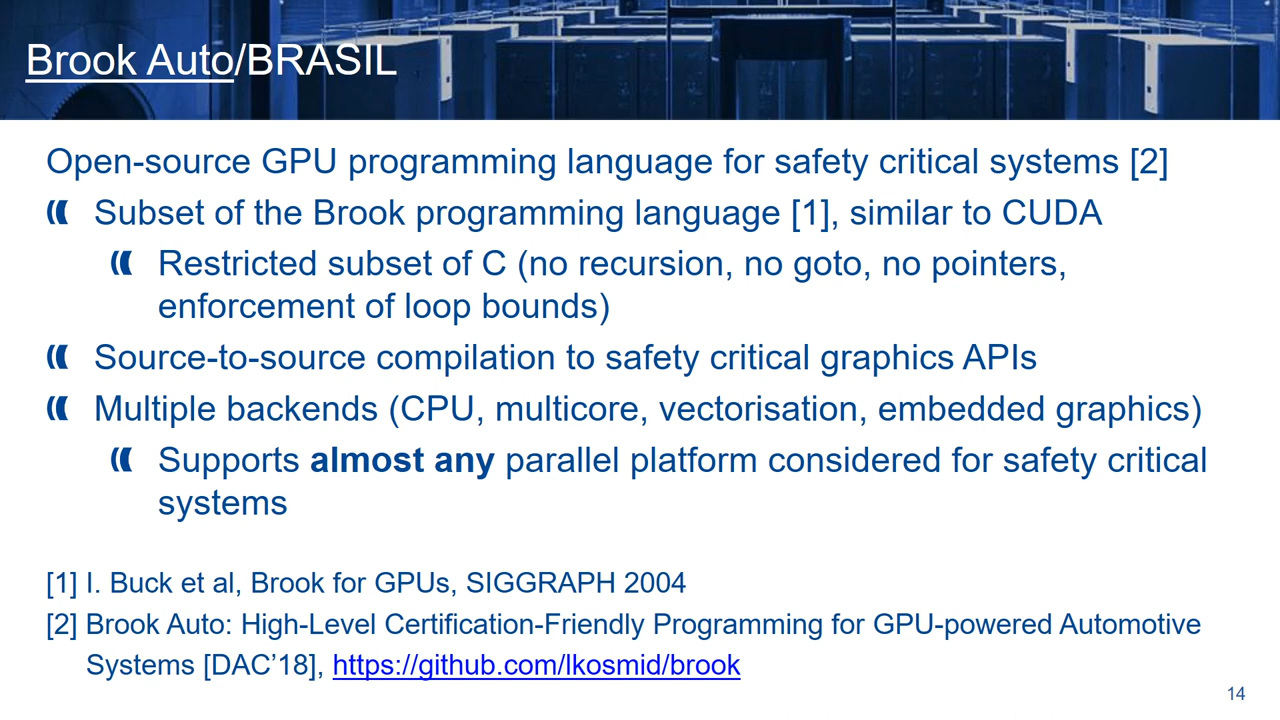 Brook Auto/BRASIL
Open-source GPU programming language for safety critical systems [2]
Subset of the Brook programming language [1], similar to CUDA
Restricted subset of C (no recursion, no goto, no pointers,
enforcement of loop bounds)
Source-to-source compilation to safety critical graphics APIs
Multiple backends (CPU, multicore, vectorisation, embedded graphics)
Supports almost any parallel platform considered for safety critical
systems
[1] I. Buck et al, Brook for GPUs, SIGGRAPH 2004
[2] Brook Auto: High-Level Certification-Friendly Programming for GPU-powered Automotive
Systems [DAC’18], https://github.com/lkosmid/brook
14